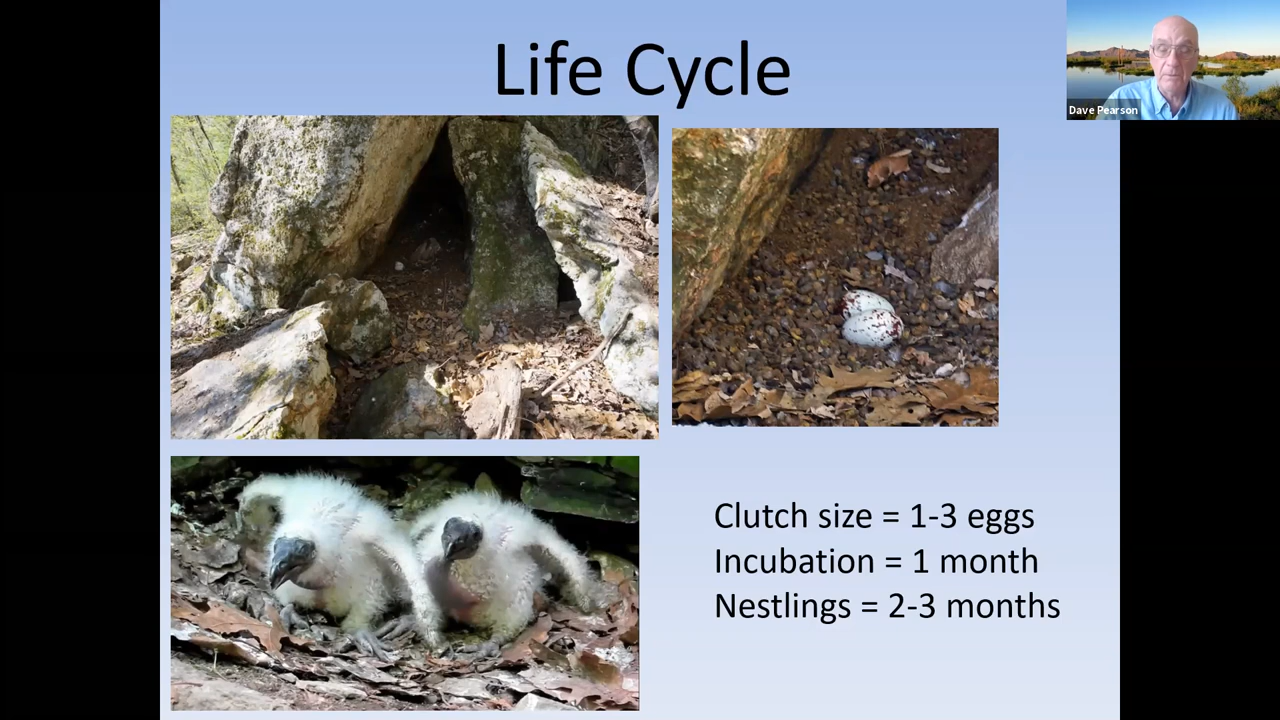 Life Cycle
Dave Pearson
Clutch size = 1-3 eggs
Incubation = 1 month
Nestlings = 2-3 months